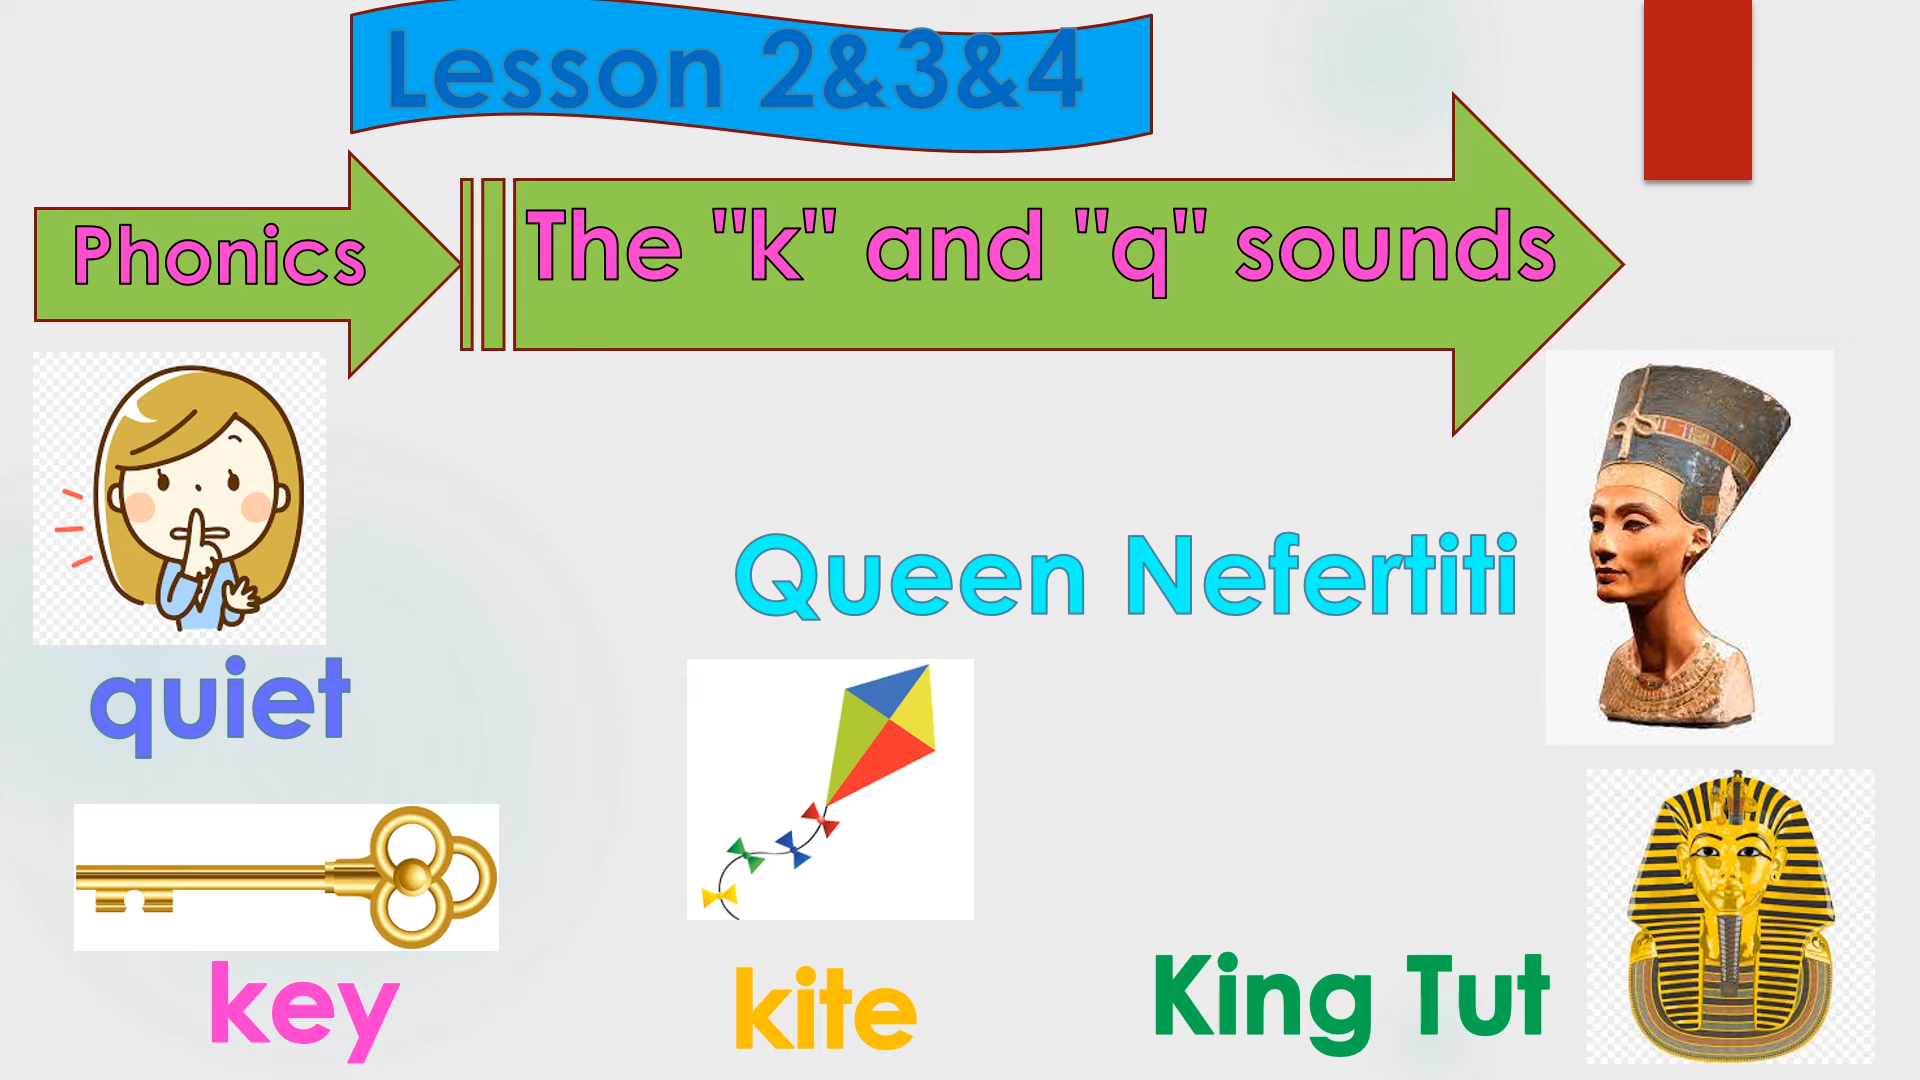 Lesson 2&3&4
Phonics
The "k" and "q" sounds
Queen Nefertiti
quiet
key
kite
King Tut